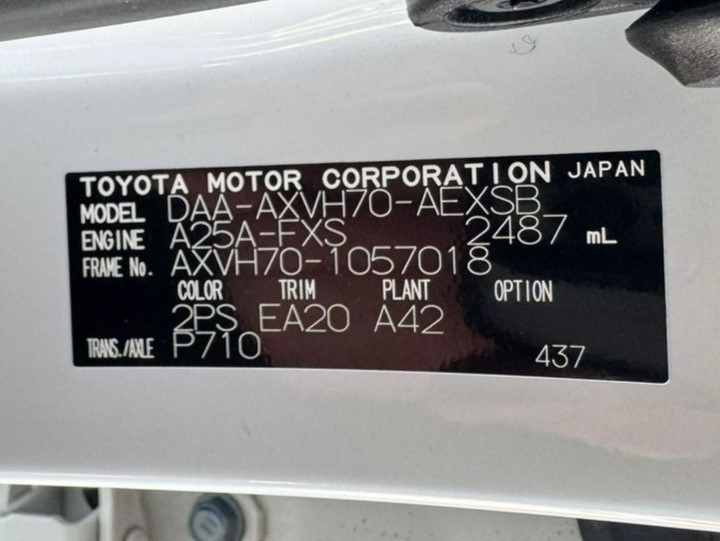 TOYOTA MOTOR CORPORATION JAPAN
MODEL DAA-AXVH70-AEXSB
ENGINE A25A-FXS 2487 mL
FRAME No. AXVH70-1057018
COLOR TRIM PLANT OPTION
2PS EA20 A42
TRANS./AXLE P710 437